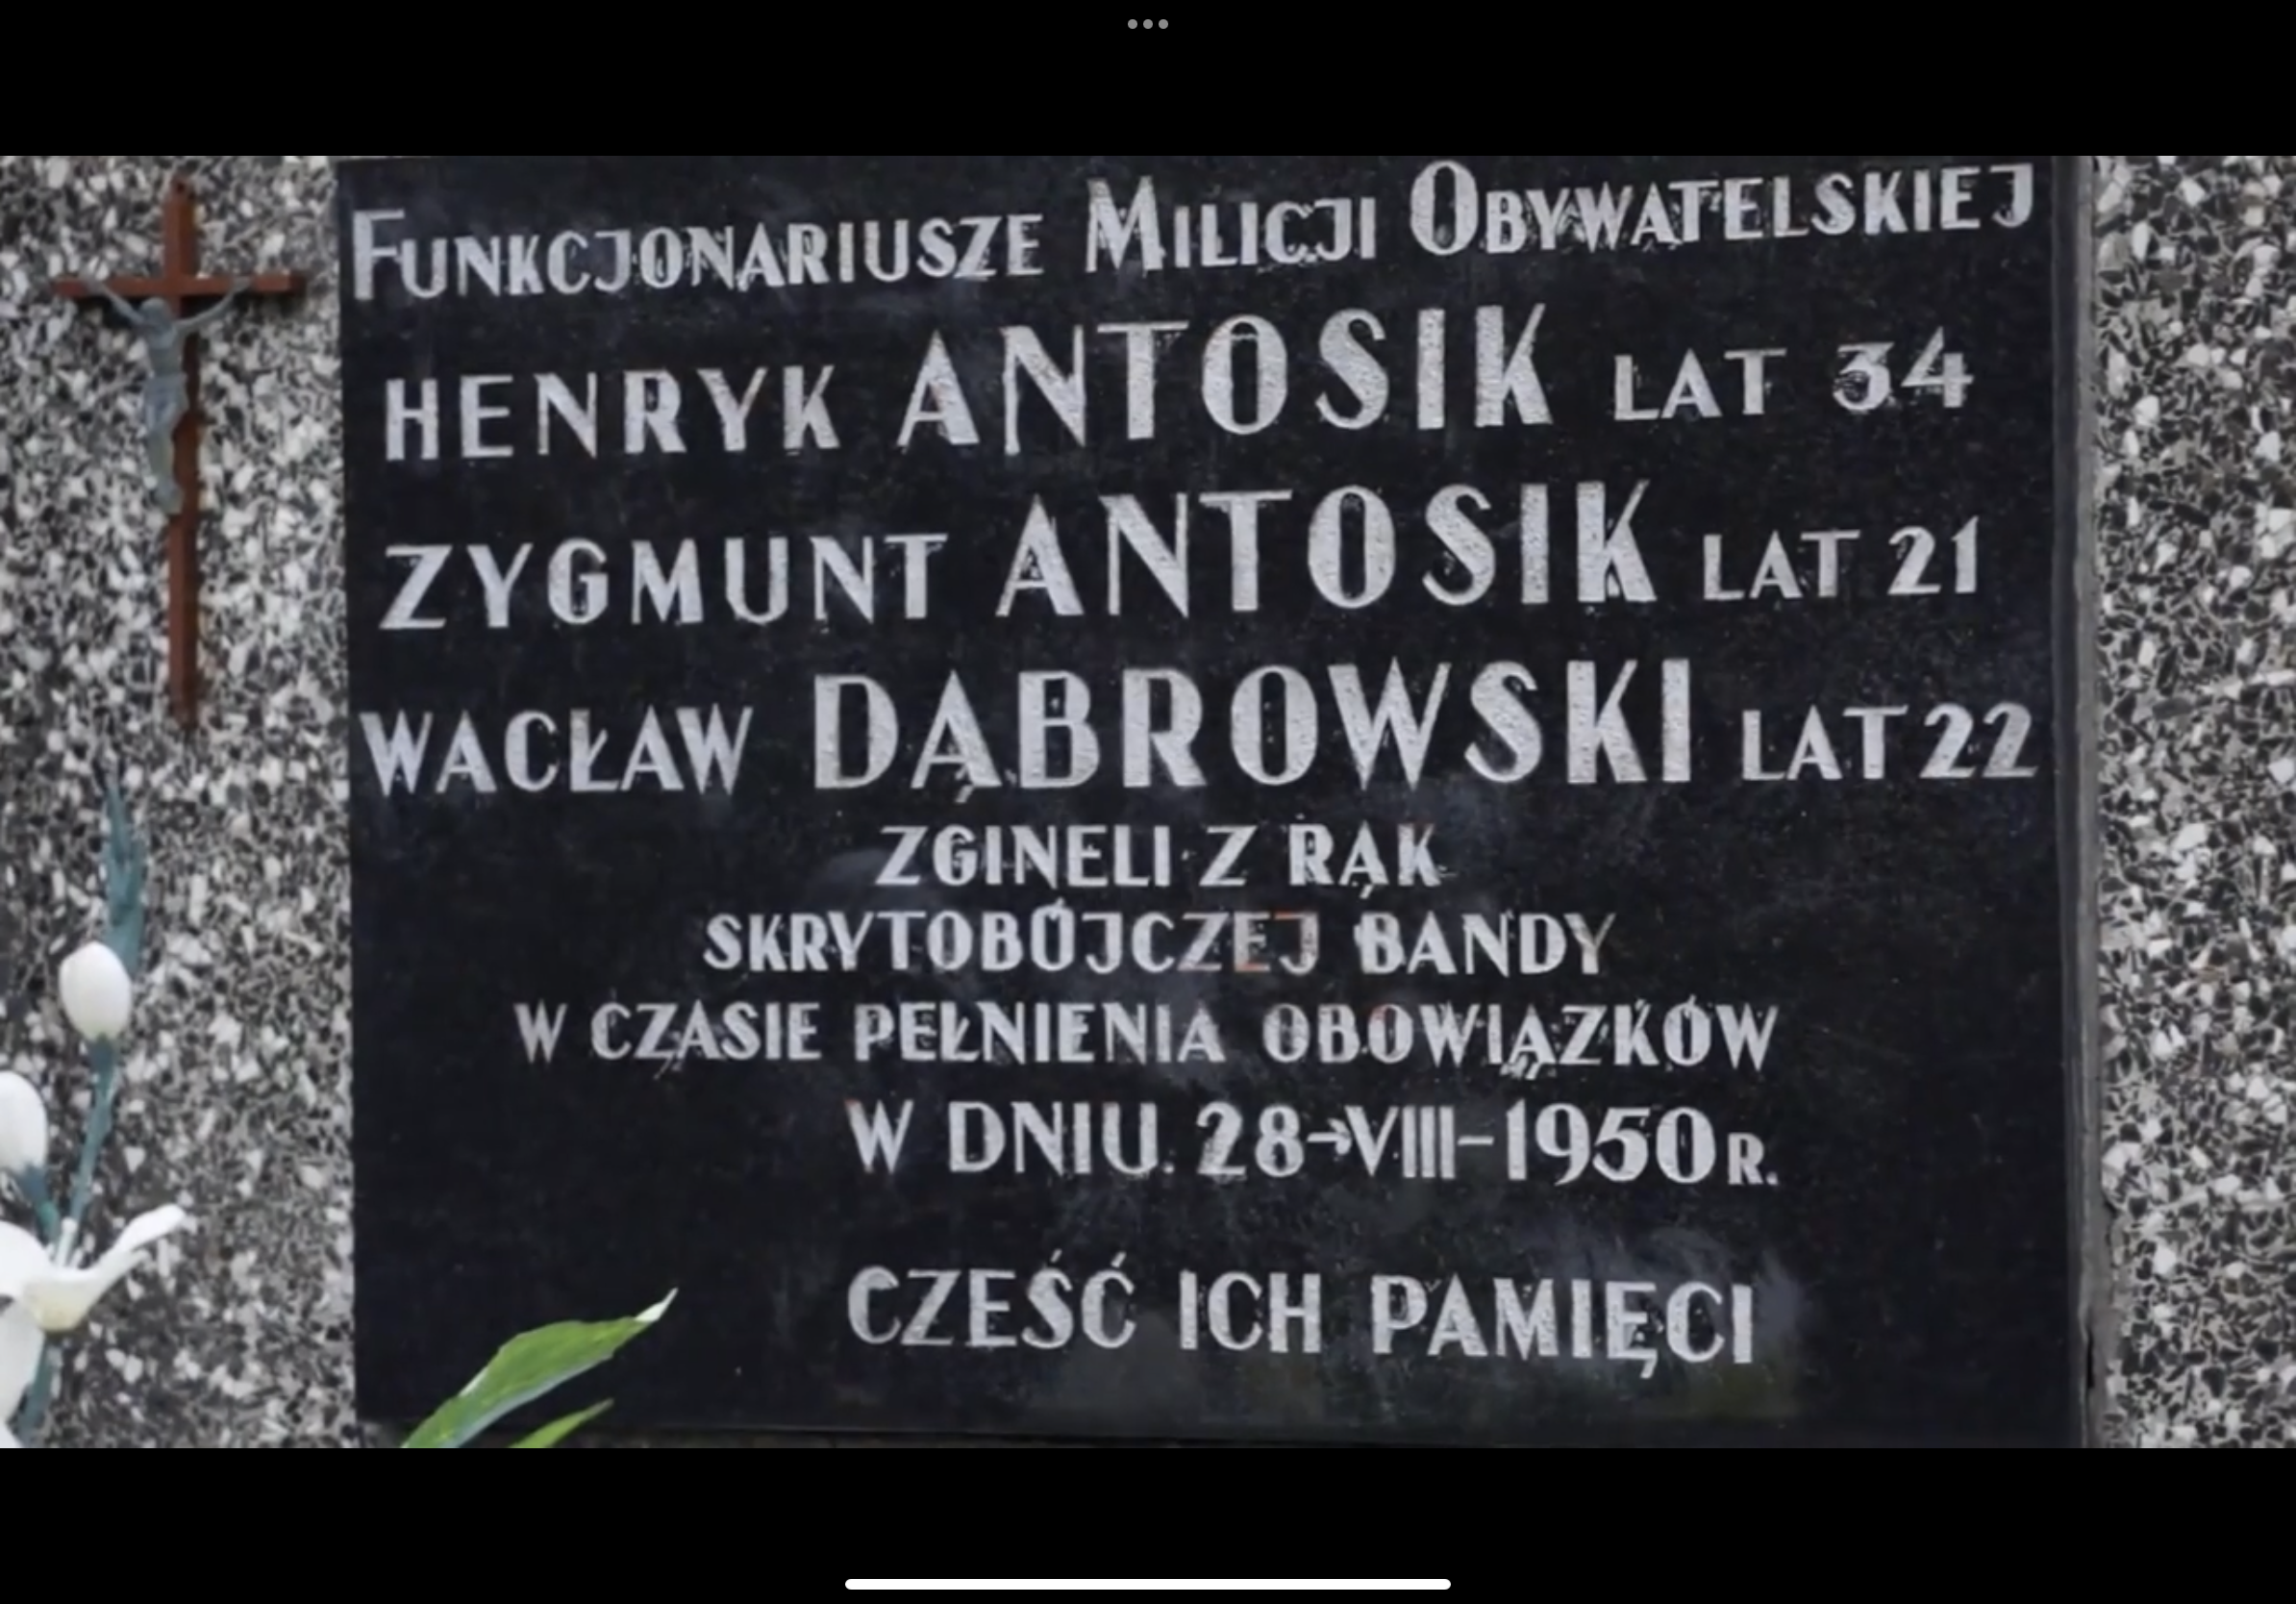 Funkcjonariusze Milicji Obywatelskiej
HENRYK ANTOSIK LAT 34
ZYGMUNT ANTOSIK LAT 21
WACŁAW DĄBROWSKI LAT 22
ZGINELI Z RĄK
SKRYTOBÓJCZEJ BANDY
W CZASIE PEŁNIENIA OBOWIĄZKÓW
W DNIU. 28-VIII-1950 R.
CZEŚĆ ICH PAMIĘCI